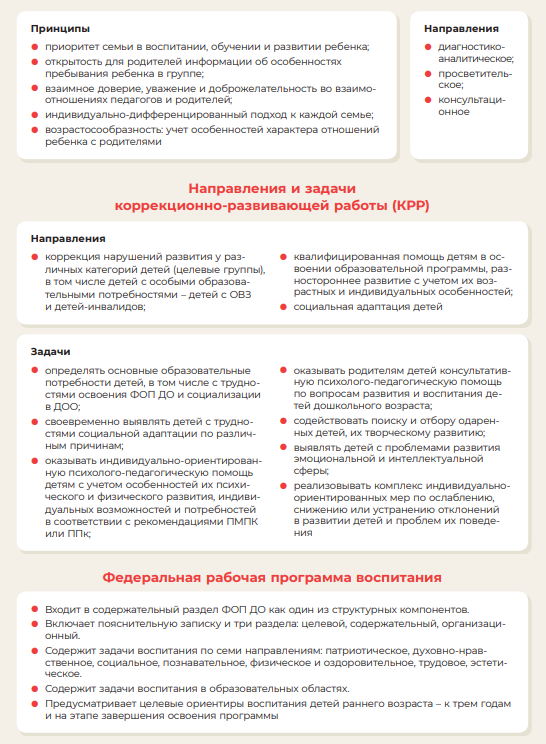 Принципы
приоритет семьи в воспитании, обучении и развитии ребенка;
открытость для родителей информации об особенностях
пребывания ребенка в группе;
взаимное доверие, уважение и доброжелательность во взаимо-
отношениях педагогов и родителей;
индивидуально-дифференцированный подход к каждой семье;
возрастосообразность: учет особенностей характера отношений
ребенка с родителями
Направления
диагностико-
аналитическое;
просветитель-
ское;
консультаци-
онное
Направления и задачи
коррекционно-развивающей работы (КРР)
Направления
коррекция нарушений развития у раз-
личных категорий детей (целевые группы),
в том числе детей с особыми образова-
тельными потребностями – детей с ОВЗ
и детей-инвалидов;
квалифицированная помощь детям в ос-
воении образовательной программы, раз-
ностороннее развитие с учетом их воз-
растных и индивидуальных особенностей;
социальная адаптация детей
Задачи
определять основные образовательные
потребности детей, в том числе с трудно-
стями освоения ФОП ДО и социализации
в ДОО;
своевременно выявлять детей с трудно-
стями социальной адаптации по различ-
ным причинам;
оказывать индивидуально-ориентирован-
ную психолого-педагогическую помощь
детям с учетом особенностей их психи-
ческого и физического развития, индиви-
дуальных возможностей и потребностей
в соответствии с рекомендациями ПМПК
или ППк;
оказывать родителям детей консультатив-
ную психолого-педагогическую помощь
по вопросам развития и воспитания де-
тей дошкольного возраста;
содействовать поиску и отбору одарен-
ных детей, их творческому развитию;
выявлять детей с проблемами развития
эмоциональной и интеллектуальной
сферы;
реализовывать комплекс индивидуально-
ориентированных мер по ослаблению,
снижению или устранению отклонений
в развитии детей и проблем их поведе-
ния
Федеральная рабочая программа воспитания
Входит в содержательный раздел ФОП ДО как один из структурных компонентов.
Включает пояснительную записку и три раздела: целевой, содержательный, организаци-
онный.
Содержит задачи воспитания по семи направлениям: патриотическое, духовно-нрав-
ственное, социальное, познавательное, физическое и оздоровительное, трудовое, эстети-
ческое.
Содержит задачи воспитания в образовательных областях.
Предусматривает целевые ориентиры воспитания детей раннего возраста – к трем годам
и на этапе завершения освоения программы